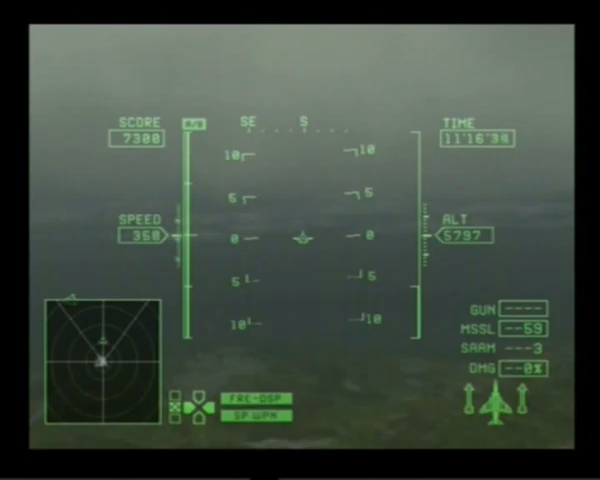 SE S
SCORE
7300
TIME
11'16'38
10 10
5 5
SPEED
350
0 0
ALT
5797
5 5
10 10
GUN ----
MSSL --59
SAAM ---3
DMG --0%
FRE-DSP
SP WPN